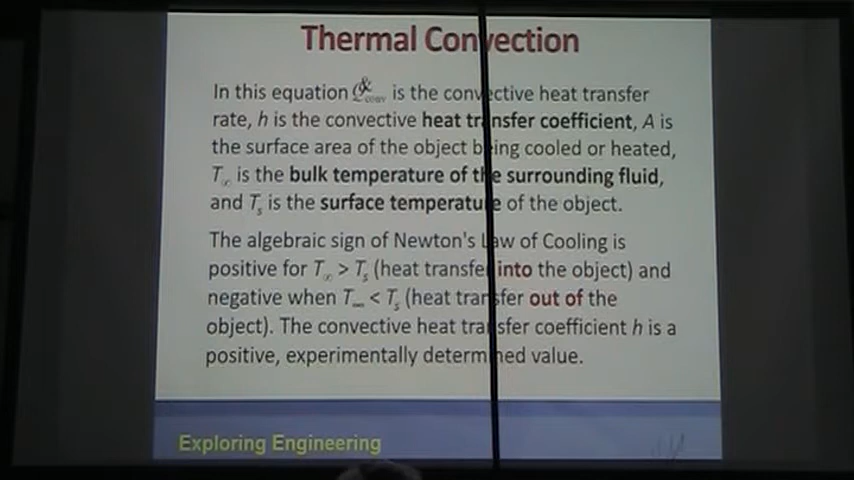 Thermal Convection
In this equation Q̇conv is the convective heat transfer
rate, h is the convective heat transfer coefficient, A is
the surface area of the object being cooled or heated,
T∞ is the bulk temperature of the surrounding fluid,
and Ts is the surface temperature of the object.
The algebraic sign of Newton's Law of Cooling is
positive for T∞ > Ts (heat transfer into the object) and
negative when T∞ < Ts (heat transfer out of the
object). The convective heat transfer coefficient h is a
positive, experimentally determined value.
Exploring Engineering